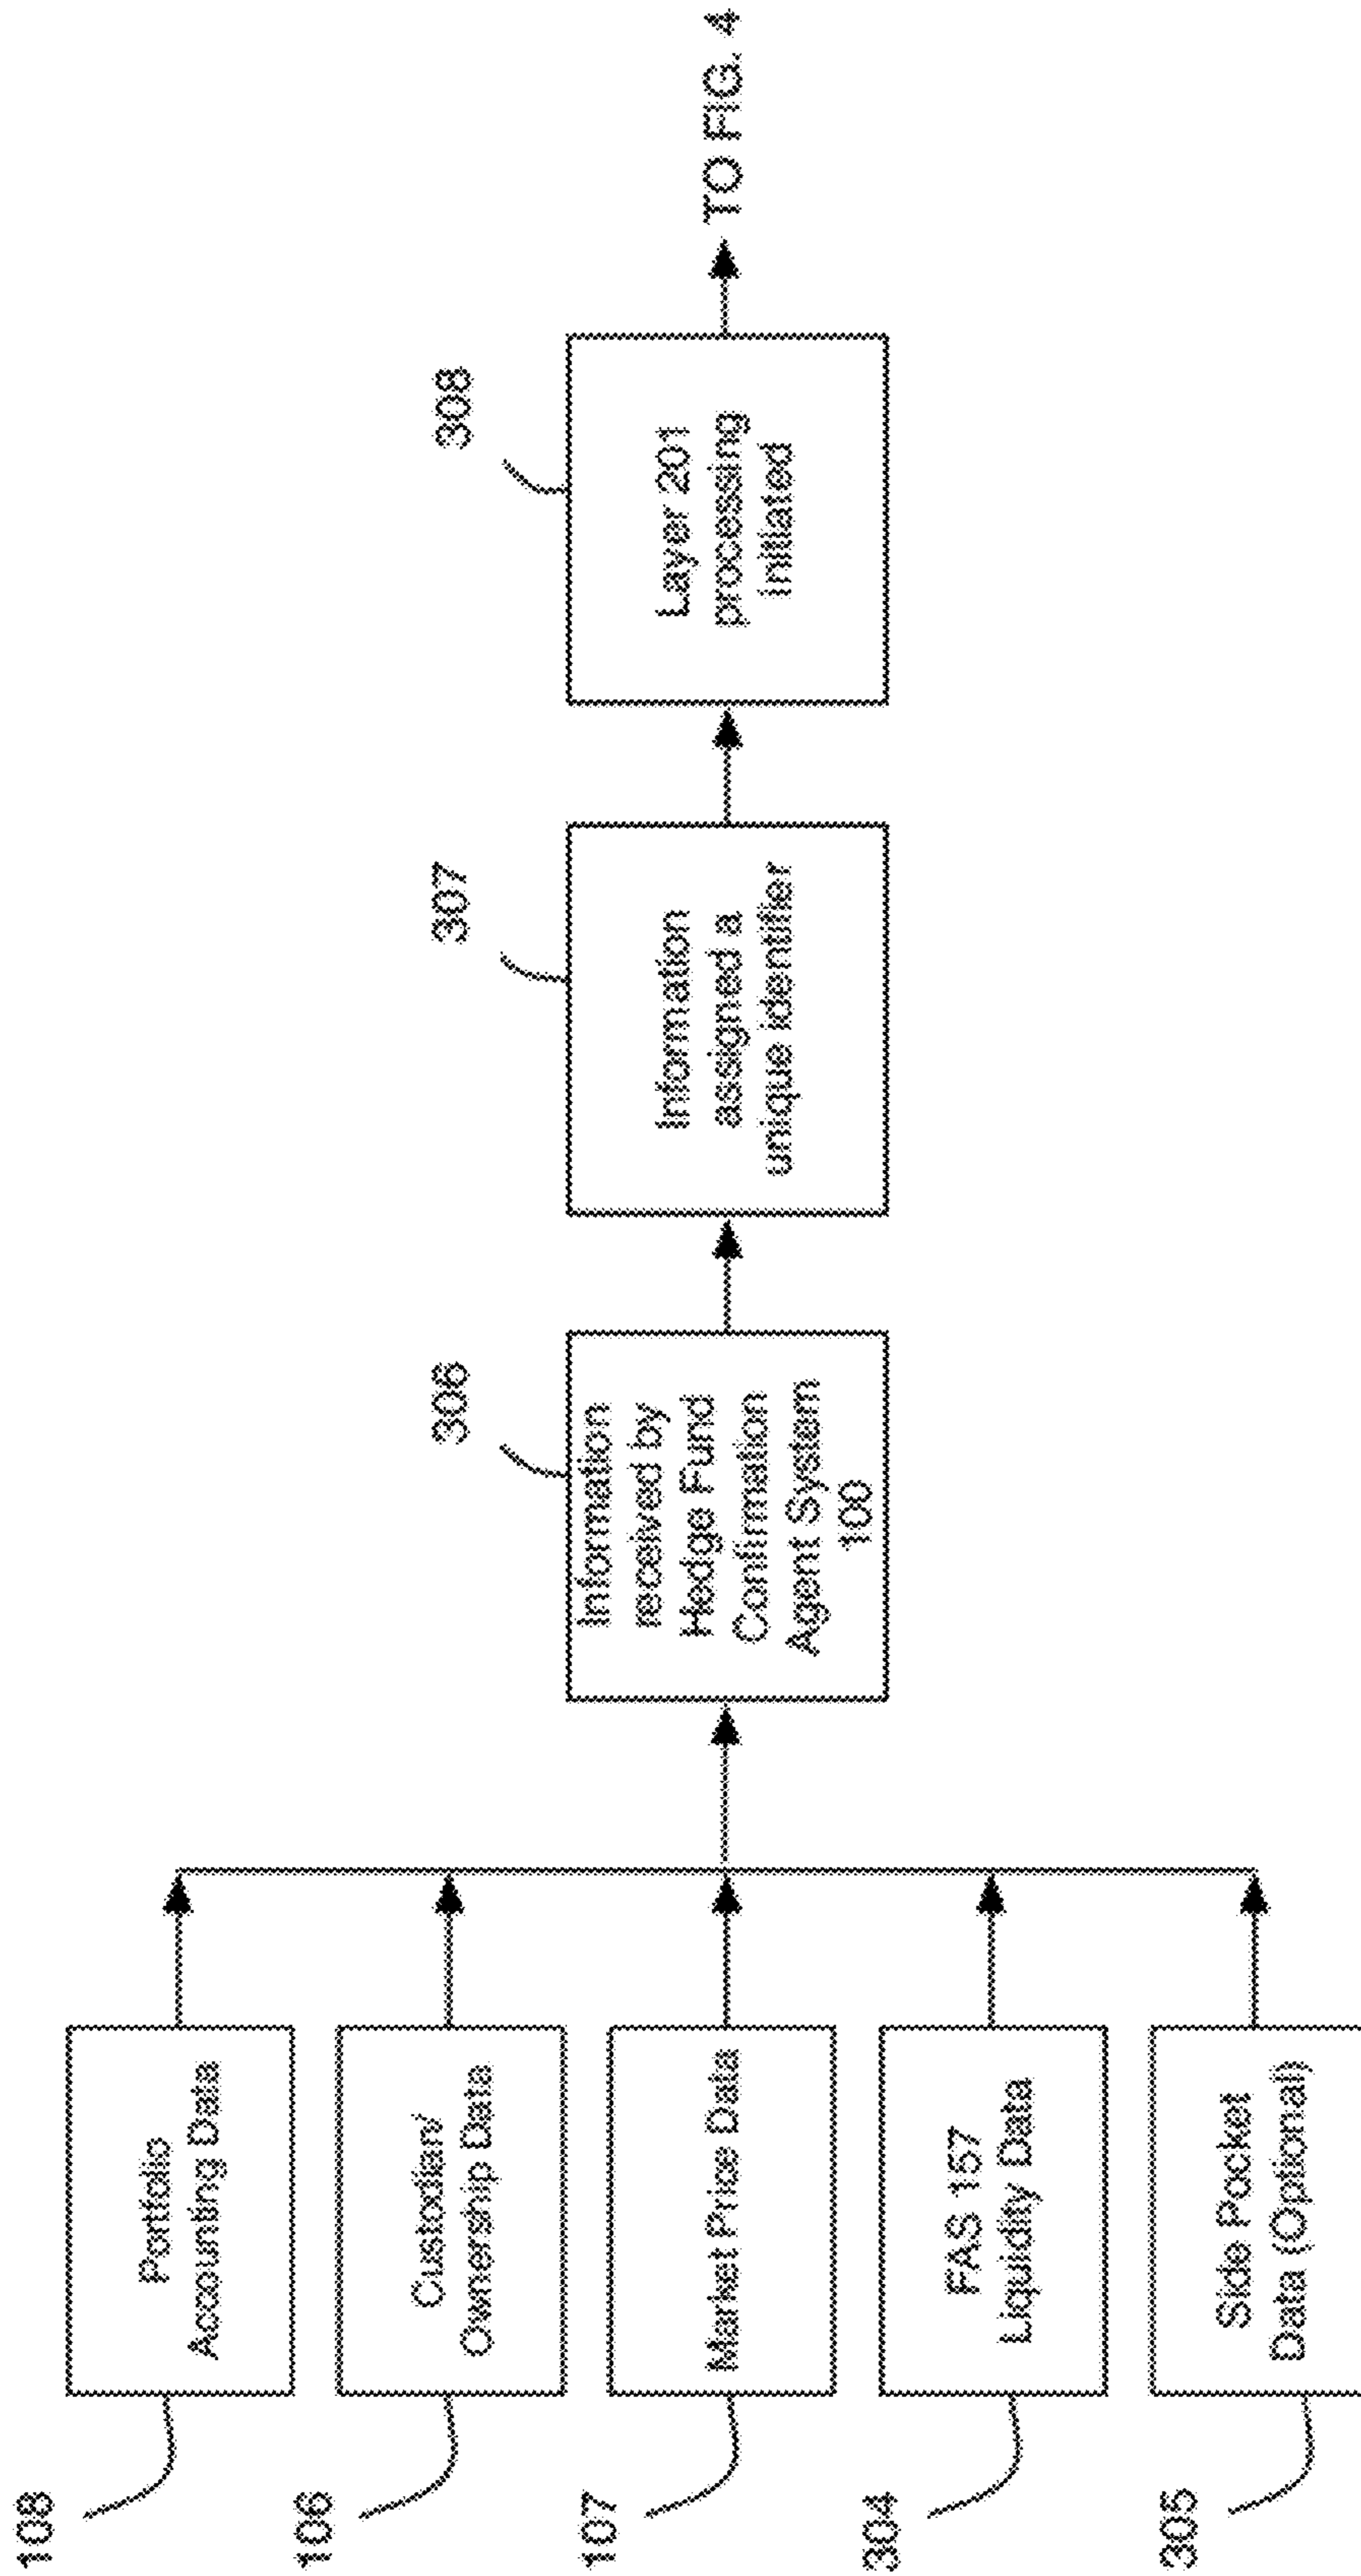 108
Portfolio
Accounting Data
106
Custodian/
Ownership Data
107
Market Price Data
304
FAS 157
Liquidity Data
305
Side Pocket
Data (Optional)
306
Information
received by
Hedge Fund
Confirmation
Agent System
100
307
Information
assigned a
unique identifier
308
Layer 201
processing
initiated
TO FIG. 4